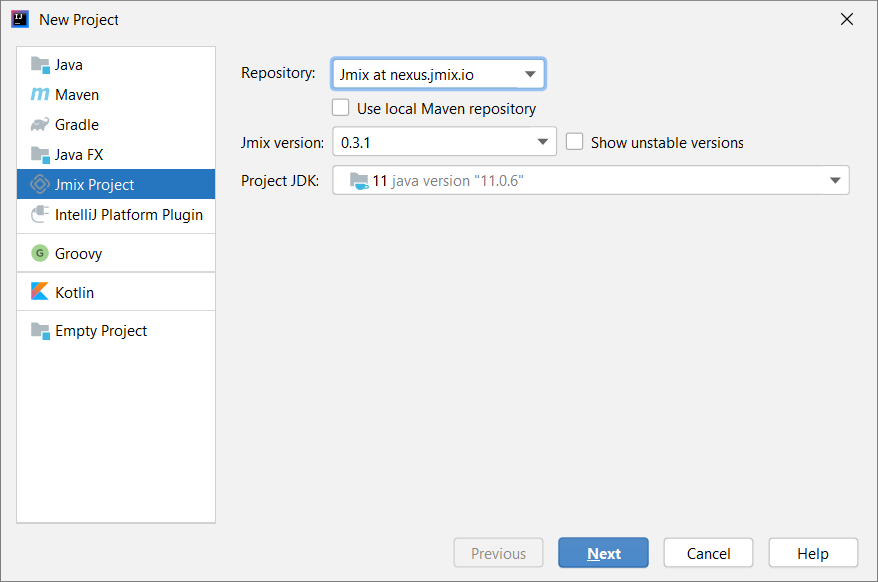 New Project
Java
Maven
Gradle
Java FX
Jmix Project
IntelliJ Platform Plugin
Groovy
Kotlin
Empty Project
Repository: Jmix at nexus.jmix.io
Use local Maven repository
Jmix version: 0.3.1 Show unstable versions
Project JDK: 11 java version "11.0.6"
Previous Next Cancel Help